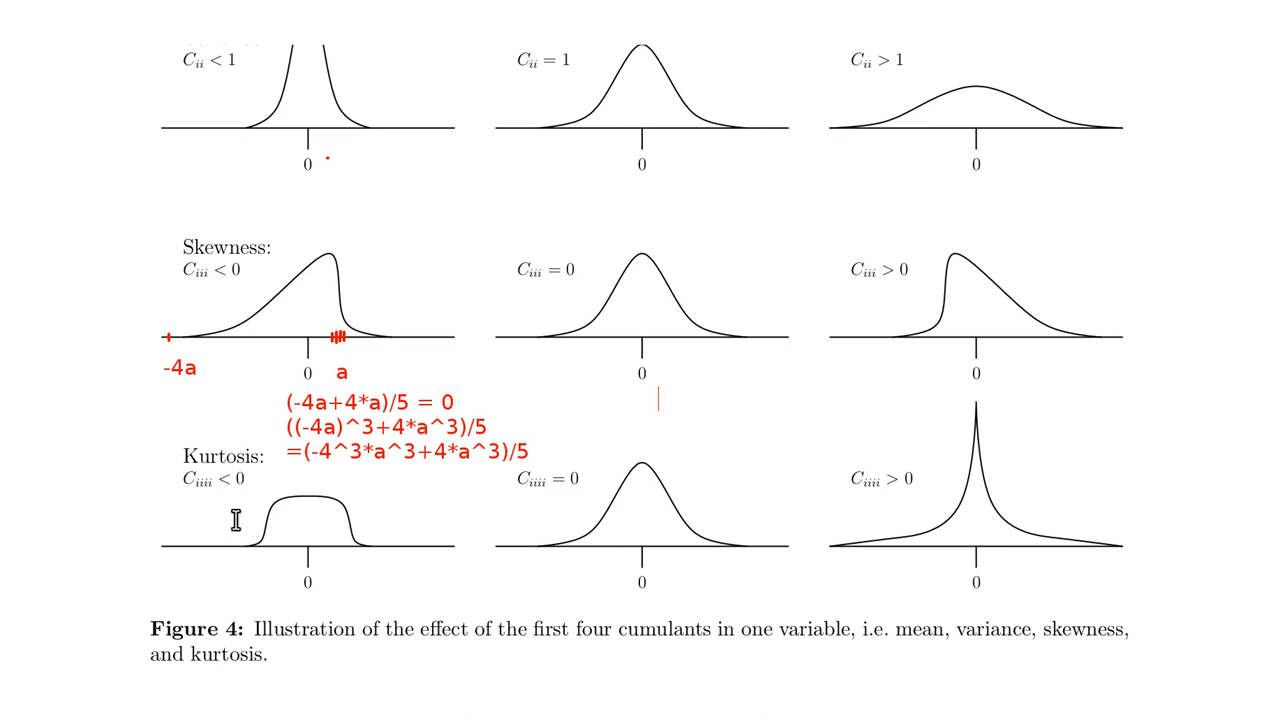 C_ii < 1 C_ii = 1 C_ii > 1
0 0 0
Skewness:
C_iii < 0 C_iii = 0 C_iii > 0
-4a 0 a 0 0
(-4a+4*a)/5 = 0
((-4a)^3+4*a^3)/5
=(-4^3*a^3+4*a^3)/5
Kurtosis:
C_iiii < 0 C_iiii = 0 C_iiii > 0
0 0 0
Figure 4: Illustration of the effect of the first four cumulants in one variable, i.e. mean, variance, skewness,
and kurtosis.